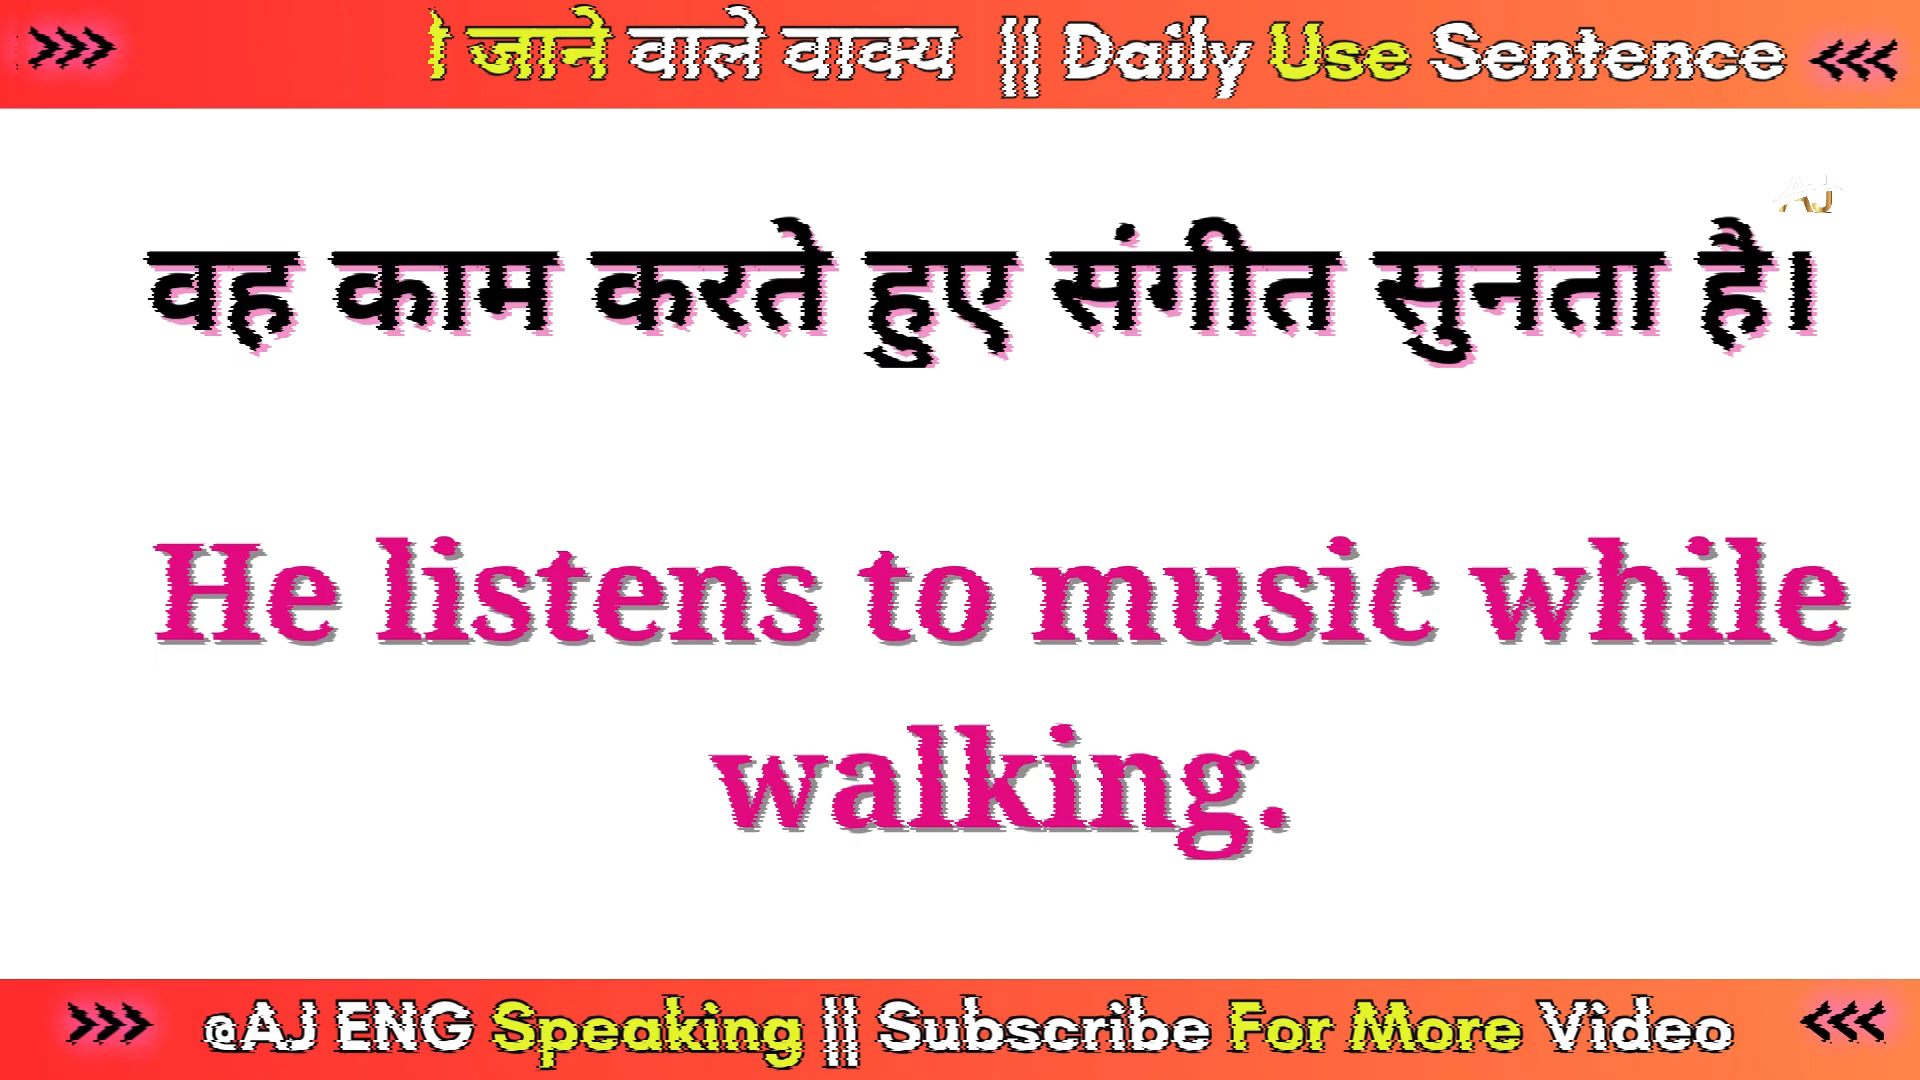 जाने वाले वाक्य || Daily Use Sentence
AJ
वह काम करते हुए संगीत सुनता है।
He listens to music while
walking.
@AJ ENG Speaking || Subscribe For More Video